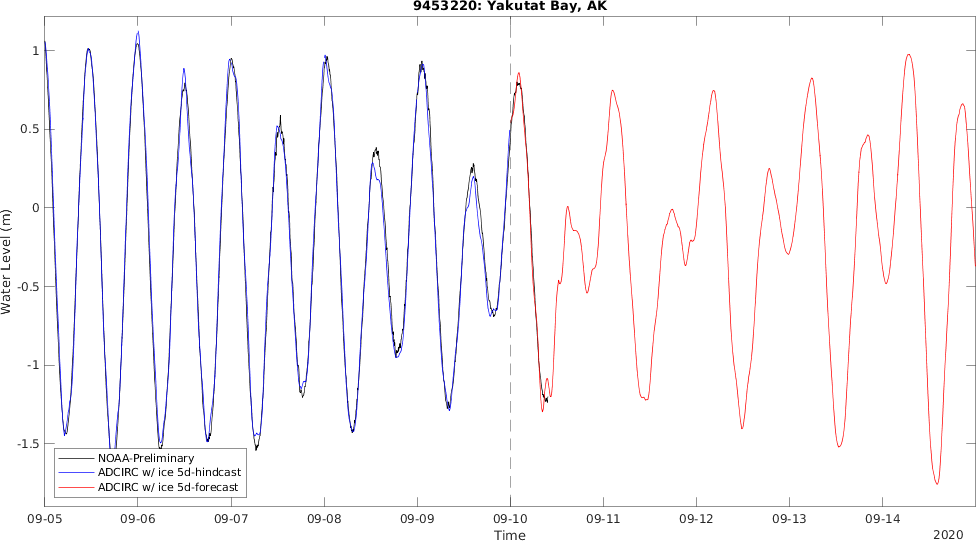 9453220: Yakutat Bay, AK
Water Level (m)
1
0.5
0
-0.5
-1
-1.5
NOAA-Preliminary
ADCIRC w/ ice 5d-hindcast
ADCIRC w/ ice 5d-forecast
09-05 09-06 09-07 09-08 09-09 09-10 09-11 09-12 09-13 09-14
Time
2020